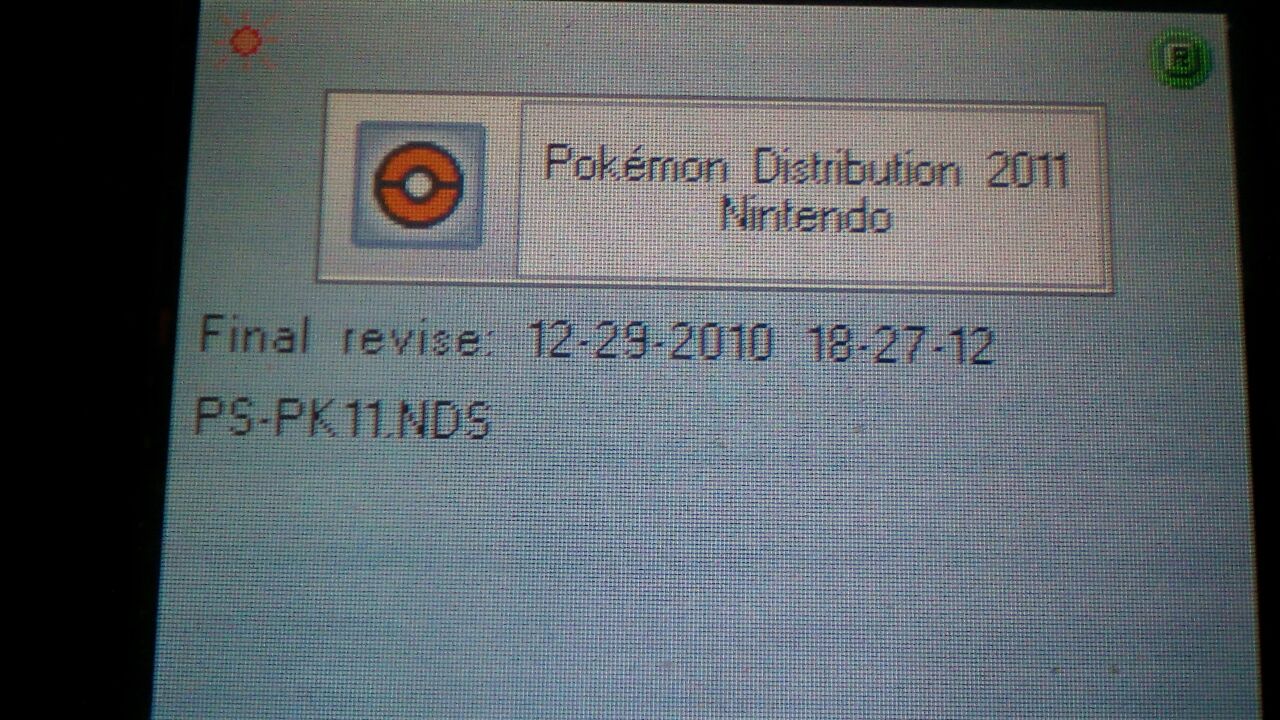 R
Pokémon Distribution 2011
Nintendo
Final revise: 12-29-2010 18-27-12
PS-PK11.NDS